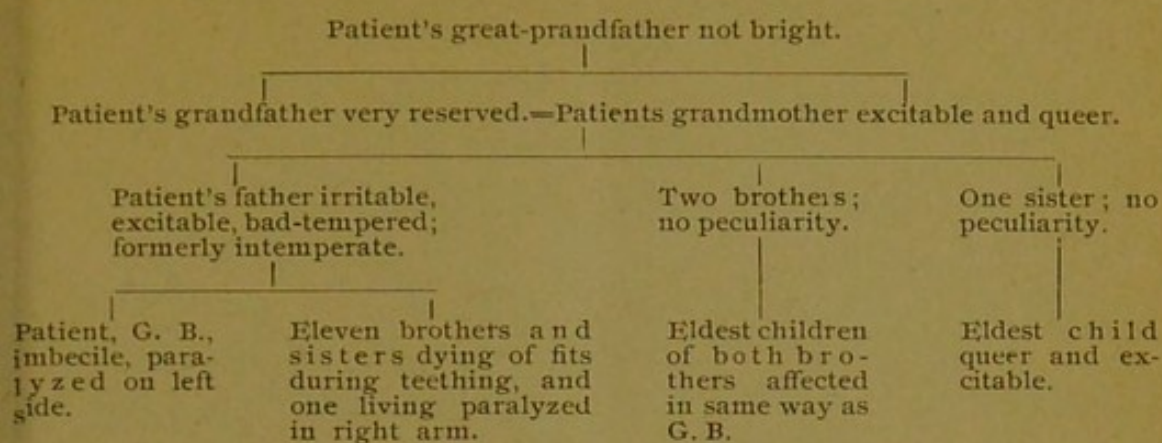 Patient's great-prandfather not bright.
Patient's grandfather very reserved.=Patients grandmother excitable and queer.
Patient's father irritable,
excitable, bad-tempered;
formerly intemperate.
Two brothers;
no peculiarity.
One sister; no
peculiarity.
Patient, G. B.,
imbecile, para-
lyzed on left
side.
Eleven brothers and
sisters dying of fits
during teething, and
one living paralyzed
in right arm.
Eldest children
of both bro-
thers affected
in same way as
G. B.
Eldest child
queer and ex-
citable.